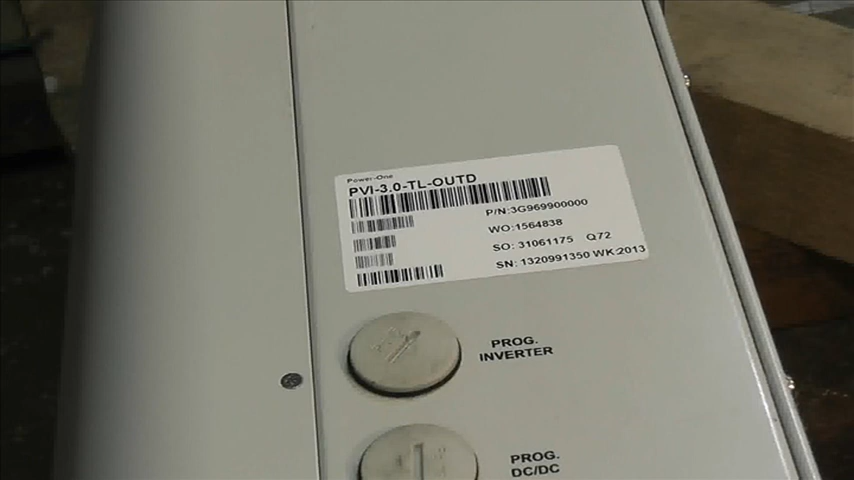 Power-One
PVI-3.0-TL-OUTD
P/N:3G969900000
WO:1564838
SO: 31061175 Q72
SN: 1320991350 WK:2013
PROG.
INVERTER
PROG.
DC/DC